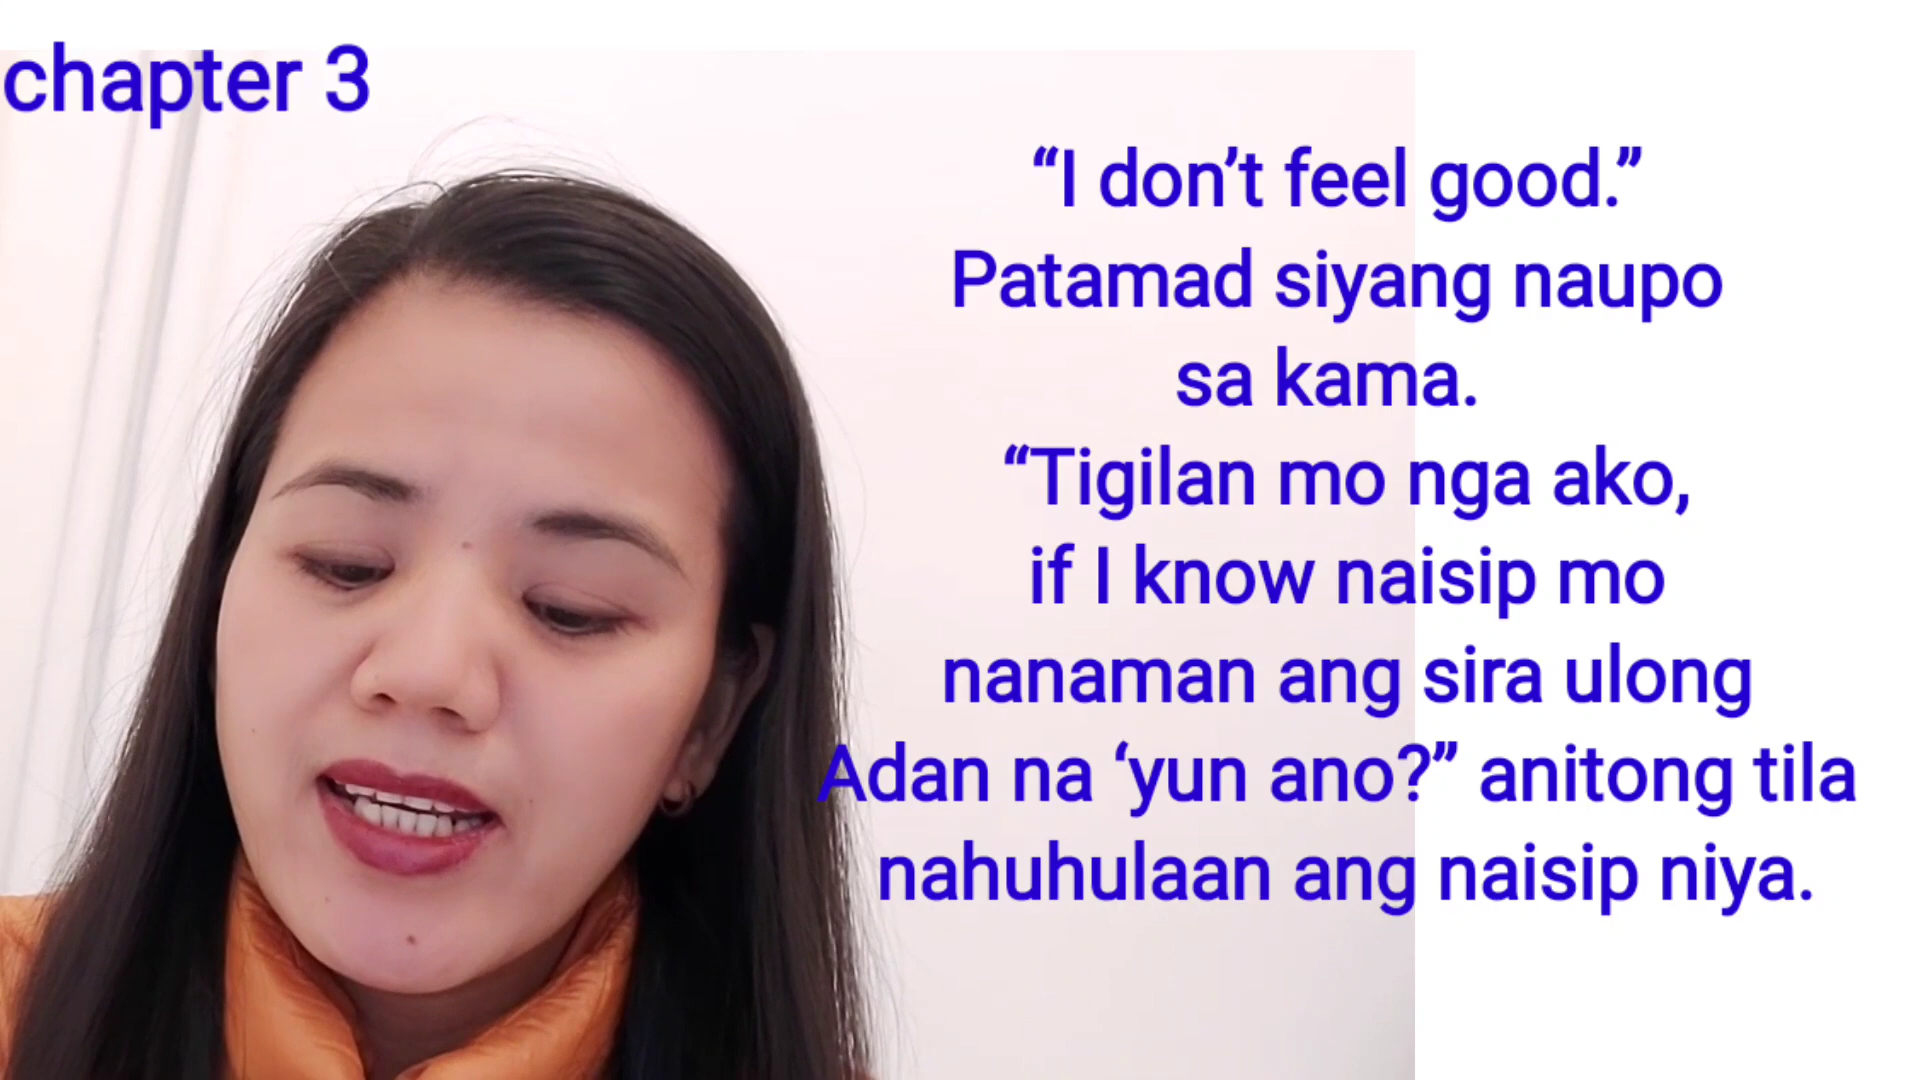 chapter 3
“I don’t feel good.”
Patamad siyang naupo
sa kama.
“Tigilan mo nga ako,
if I know naisip mo
nanaman ang sira ulong
Adan na ‘yun ano?” anitong tila
nahuhulaan ang naisip niya.